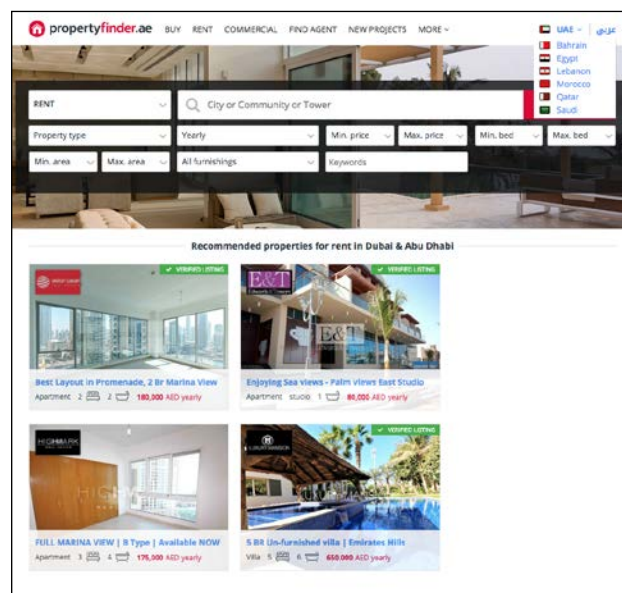 propertyfinder.ae BUY RENT COMMERCIAL FIND AGENT NEW PROJECTS MORE UAE عربي
Bahrain
Egypt
Lebanon
Morocco
Qatar
Saudi
RENT City or Community or Tower
Property type Yearly Min. price Max. price Min. bed Max. bed
Min. area Max. area All furnishings Keywords
Recommended properties for rent in Dubai & Abu Dhabi
VERIFIED LISTING
Best Layout in Promenade, 2 Br Marina View
Apartment 2 2 180,000 AED yearly
E&T VERIFIED LISTING
E&T
Enjoying Sea views - Palm views East Studio
Apartment studio 1 80,000 AED yearly
HIGHMARK
FULL MARINA VIEW | B Type | Available NOW
Apartment 3 4 175,000 AED yearly
VERIFIED LISTING
5 BR Un-furnished villa | Emirates Hills
Villa 5 6 650,000 AED yearly